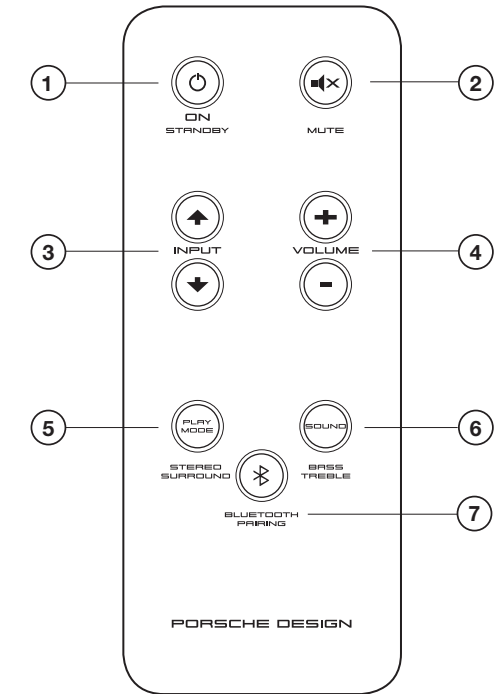 1
2
ON
STANDBY
MUTE
3
INPUT
VOLUME
4
5
PLAY
MODE
SOUND
6
STEREO
SURROUND
BASS
TREBLE
BLUETOOTH
PAIRING
7
PORSCHE DESIGN